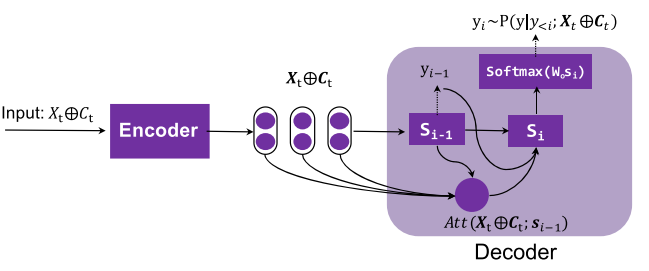 y𝑖~P(y|y<𝑖; 𝑿𝑡⊕𝑪𝑡)
Softmax(Wₒsᵢ)
y𝑖−1
𝑿t⊕𝑪t
Input: 𝑋t⊕𝐶t
Encoder
Si-1
Si
𝐴𝑡𝑡(𝑿t⊕𝑪t; 𝒔𝑖−1)
Decoder